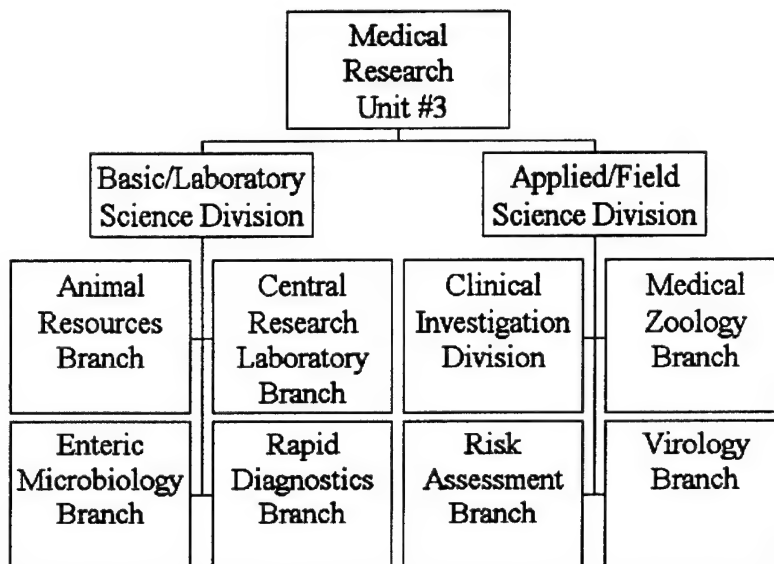 Medical
Research
Unit #3
Basic/Laboratory
Science Division
Applied/Field
Science Division
Animal
Resources
Branch
Central
Research
Laboratory
Branch
Clinical
Investigation
Division
Medical
Zoology
Branch
Enteric
Microbiology
Branch
Rapid
Diagnostics
Branch
Risk
Assessment
Branch
Virology
Branch